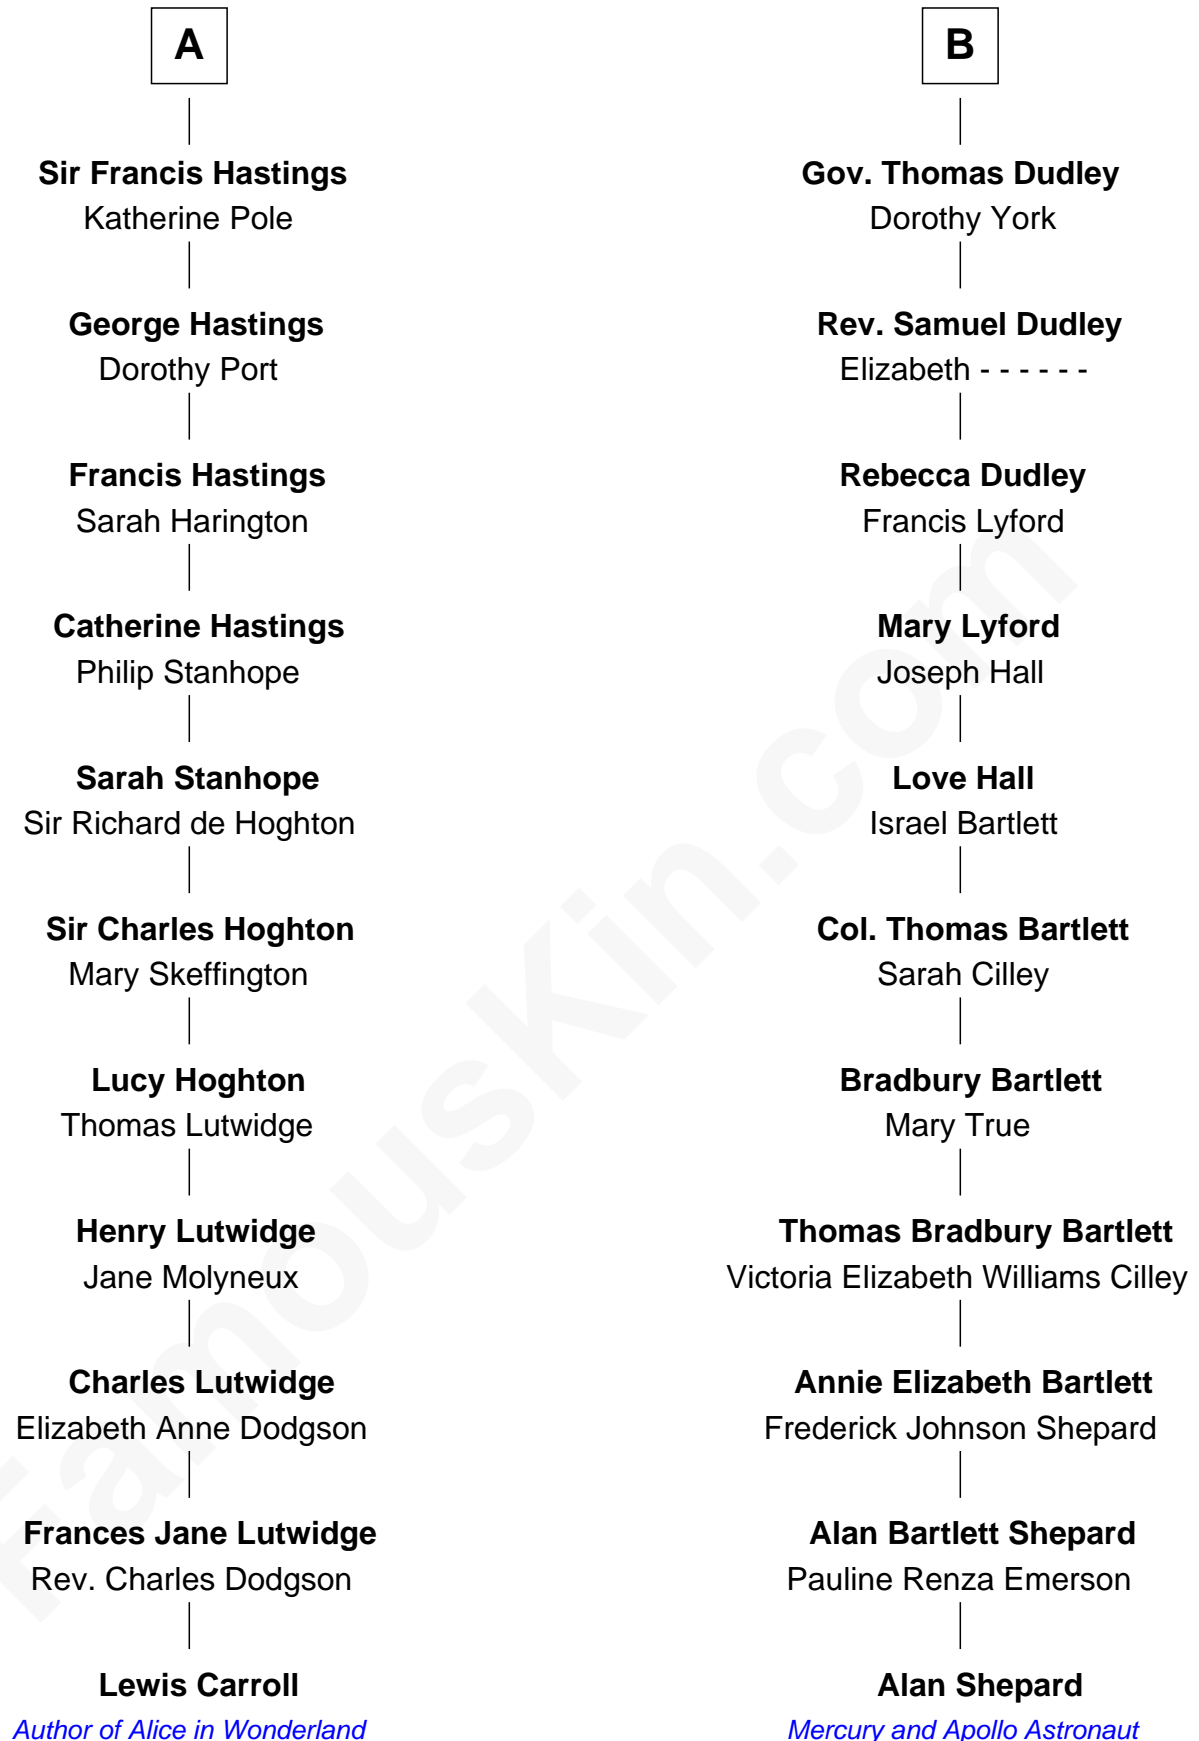 A
Sir Francis Hastings
Katherine Pole
George Hastings
Dorothy Port
Francis Hastings
Sarah Harington
Catherine Hastings
Philip Stanhope
Sarah Stanhope
Sir Richard de Hoghton
Sir Charles Hoghton
Mary Skeffington
Lucy Hoghton
Thomas Lutwidge
Henry Lutwidge
Jane Molyneux
Charles Lutwidge
Elizabeth Anne Dodgson
Frances Jane Lutwidge
Rev. Charles Dodgson
Lewis Carroll
Author of Alice in Wonderland
B
Gov. Thomas Dudley
Dorothy York
Rev. Samuel Dudley
Elizabeth - - - - - -
Rebecca Dudley
Francis Lyford
Mary Lyford
Joseph Hall
Love Hall
Israel Bartlett
Col. Thomas Bartlett
Sarah Cilley
Bradbury Bartlett
Mary True
Thomas Bradbury Bartlett
Victoria Elizabeth Williams Cilley
Annie Elizabeth Bartlett
Frederick Johnson Shepard
Alan Bartlett Shepard
Pauline Renza Emerson
Alan Shepard
Mercury and Apollo Astronaut
FamousKin.com